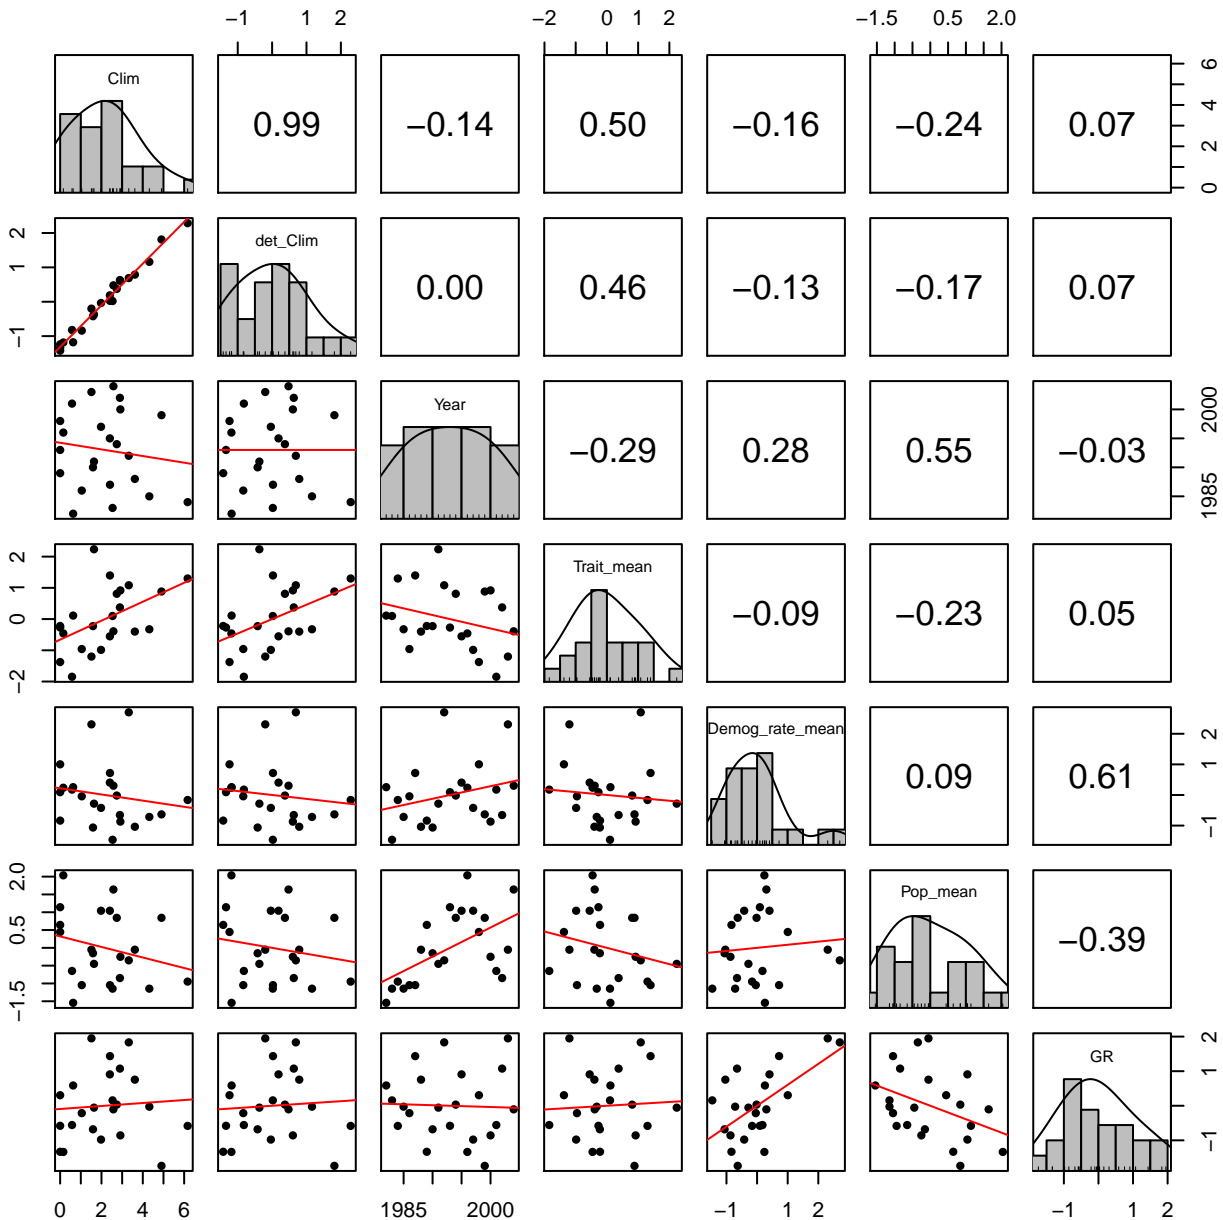 −1 1 2 −2 0 1 2 −1.5 0.5 2.0
Clim 0.99 −0.14 0.50 −0.16 −0.24 0.07 0 2 4 6
−1 1 2 det_Clim 0.00 0.46 −0.13 −0.17 0.07
Year −0.29 0.28 0.55 −0.03 1985 2000
−2 0 1 2 Trait_mean −0.09 −0.23 0.05
Demog_rate_mean 0.09 0.61 −1 1 2
−1.5 0.5 2.0 Pop_mean −0.39
GR −1 1 2
0 2 4 6 1985 2000 −1 1 2 −1 1 2